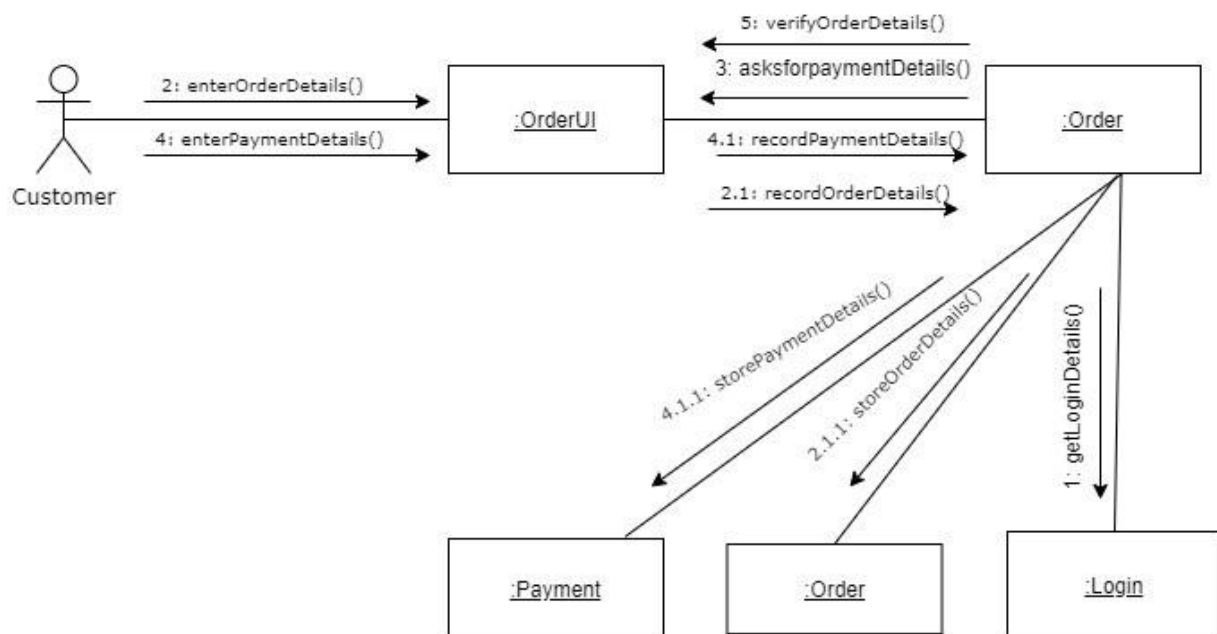 5: verifyOrderDetails()
3: asksforpaymentDetails()
2: enterOrderDetails()
:OrderUI
:Order
4: enterPaymentDetails()
4.1: recordPaymentDetails()
Customer
2.1: recordOrderDetails()
4.1.1: storePaymentDetails()
2.1.1: storeOrderDetails()
1: getLoginDetails()
:Payment
:Order
:Login